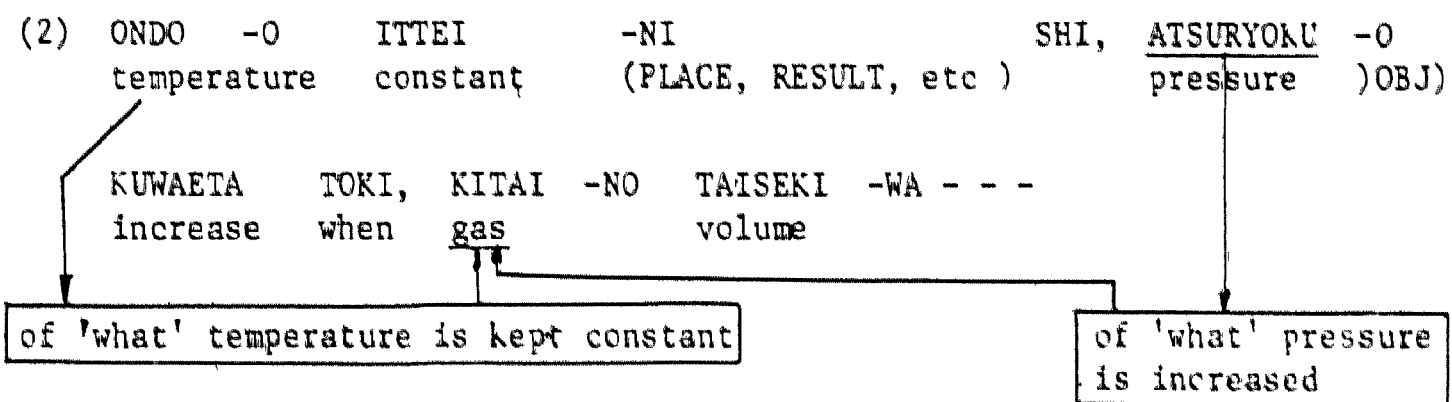 (2) ONDO -O ITTEI -NI SHI, ATSURYOKU -O
temperature constant (PLACE, RESULT, etc ) pressure )OBJ)
KUWAETA TOKI, KITAI -NO TAISEKI -WA - - -
increase when gas volume
of 'what' temperature is kept constant
of 'what' pressure
is increased